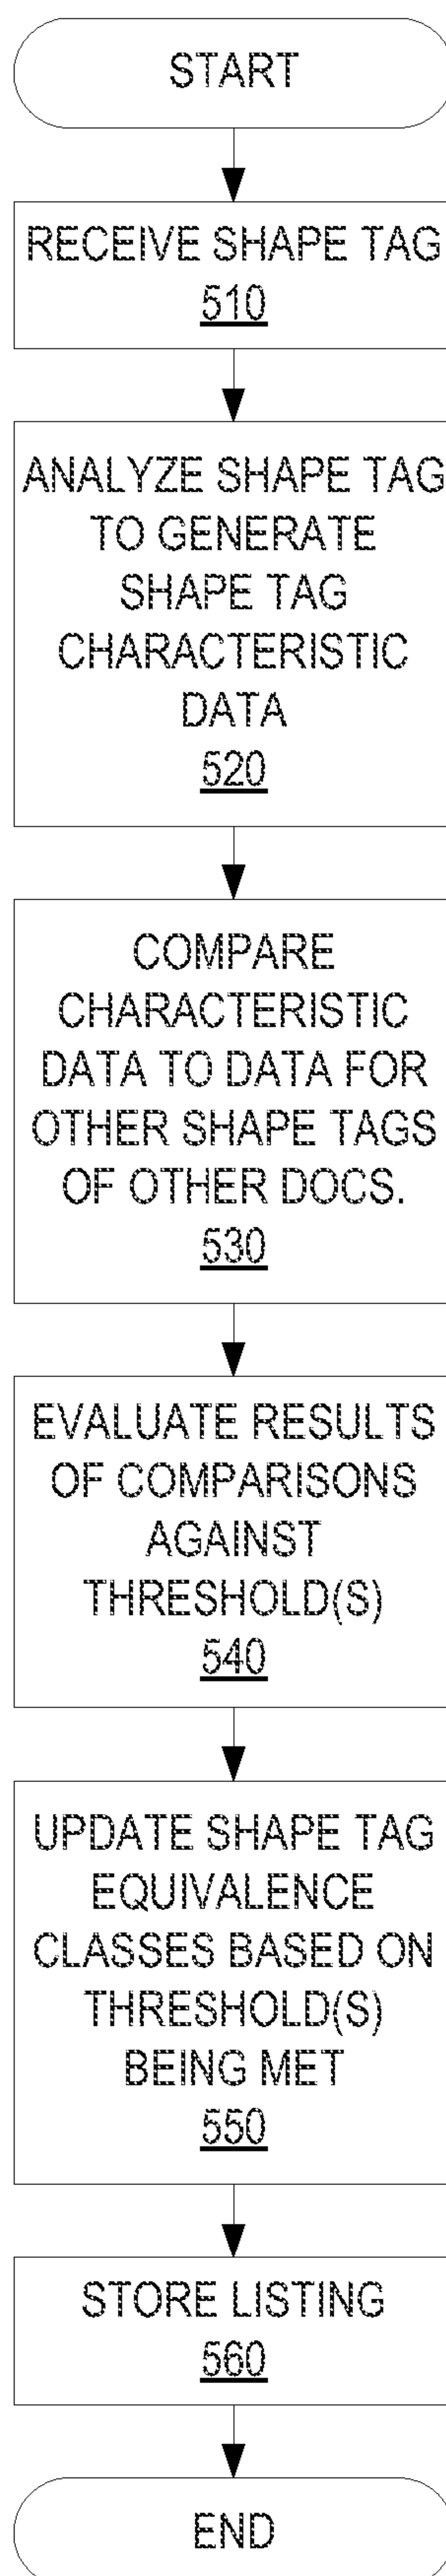 START
RECEIVE SHAPE TAG
510
ANALYZE SHAPE TAG
TO GENERATE
SHAPE TAG
CHARACTERISTIC
DATA
520
COMPARE
CHARACTERISTIC
DATA TO DATA FOR
OTHER SHAPE TAGS
OF OTHER DOCS.
530
EVALUATE RESULTS
OF COMPARISONS
AGAINST
THRESHOLD(S)
540
UPDATE SHAPE TAG
EQUIVALENCE
CLASSES BASED ON
THRESHOLD(S)
BEING MET
550
STORE LISTING
560
END